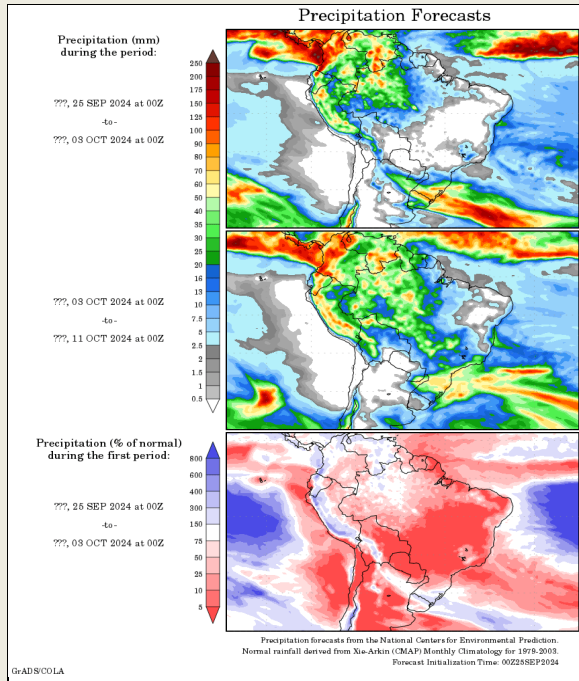 Precipitation Forecasts
Precipitation (mm)
during the period:
???, 25 SEP 2024 at 00Z
-to-
???, 03 OCT 2024 at 00Z
250
200
175
150
125
100
90
80
70
60
50
40
35
30
25
20
16
13
10
7.5
5
2.5
2
1.5
1
0.5
???, 03 OCT 2024 at 00Z
-to-
???, 11 OCT 2024 at 00Z
Precipitation (% of normal)
during the first period:
???, 25 SEP 2024 at 00Z
-to-
???, 03 OCT 2024 at 00Z
800
600
400
300
150
75
50
25
10
5
Precipitation forecasts from the National Centers for Environmental Prediction.
Normal rainfall derived from Xie-Arkin (CMAP) Monthly Climatology for 1979-2003.
Forecast Initialization Time: 00Z25SEP2024
GrADS/COLA